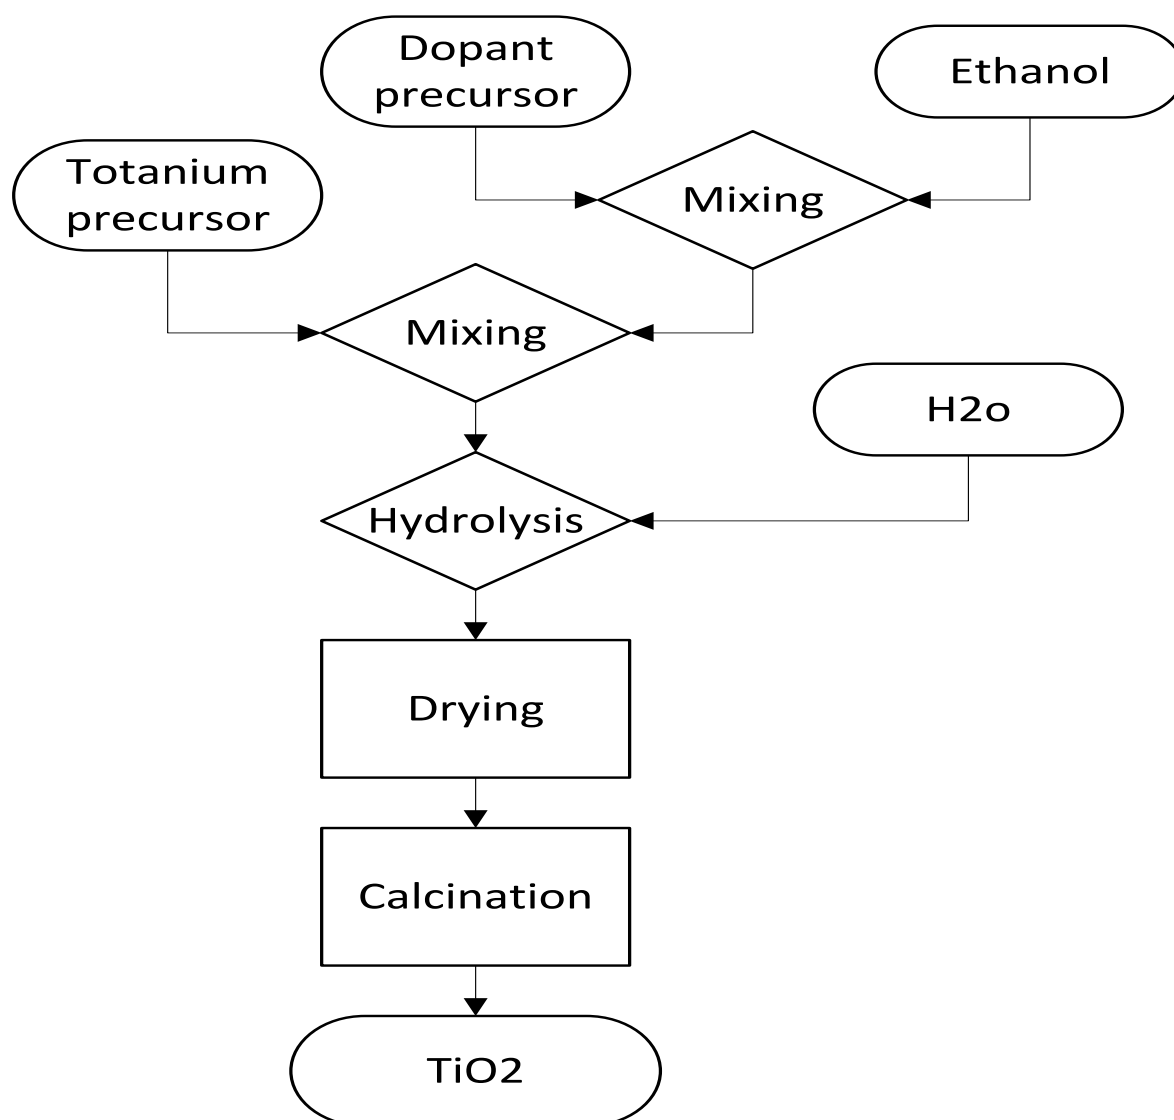 Dopant
precursor
Ethanol
Totanium
precursor
Mixing
Mixing
H2o
Hydrolysis
Drying
Calcination
TiO2